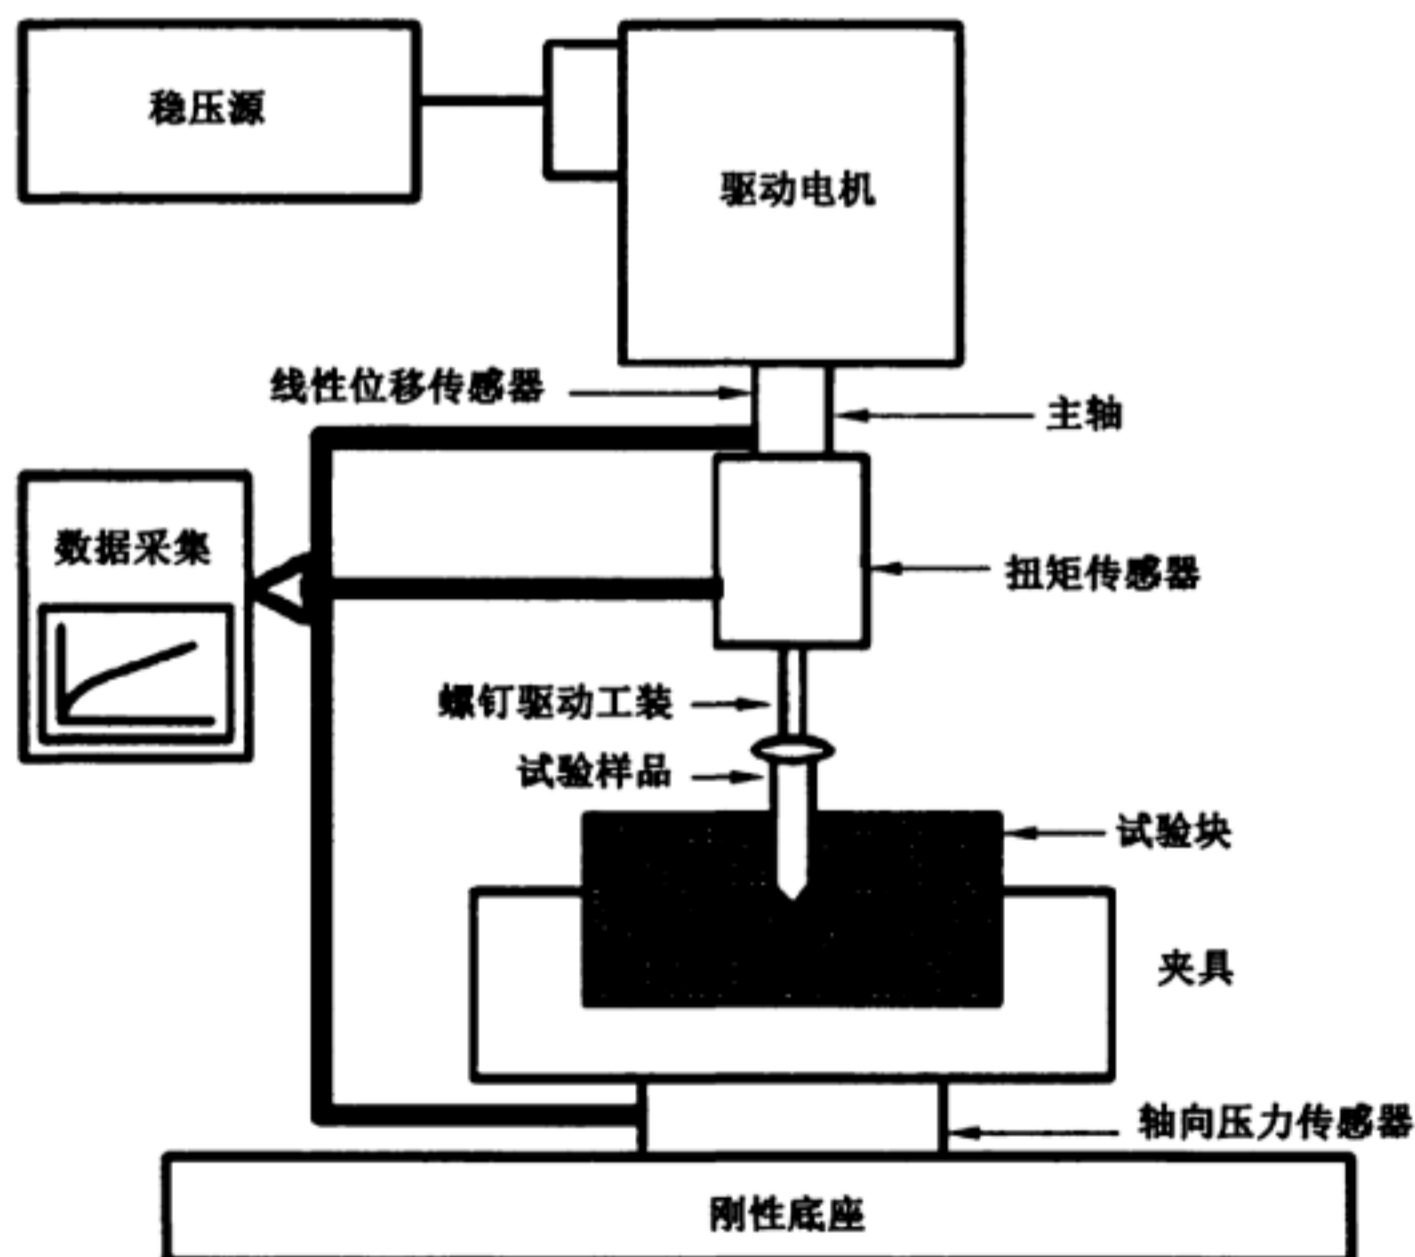 稳压源
驱动电机
线性位移传感器
主轴
数据采集
扭矩传感器
螺钉驱动工装
试验样品
试验块
夹具
轴向压力传感器
刚性底座